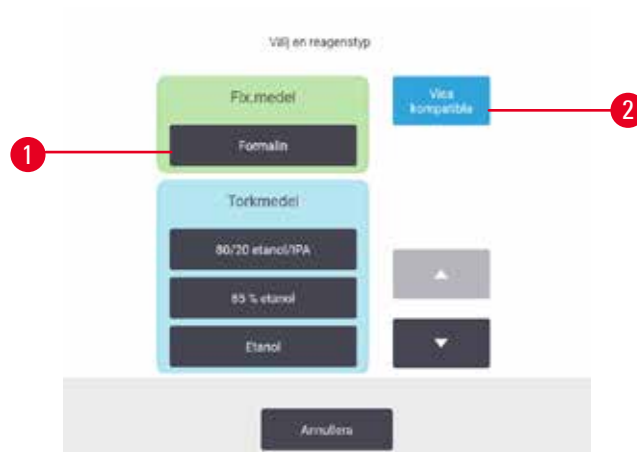 Välj en reagenstyp
Fix.medel
Visa
kompatibla
2
1
Formalin
Torkmedel
80/20 etanol/IPA
85 % etanol
Etanol
Annullera